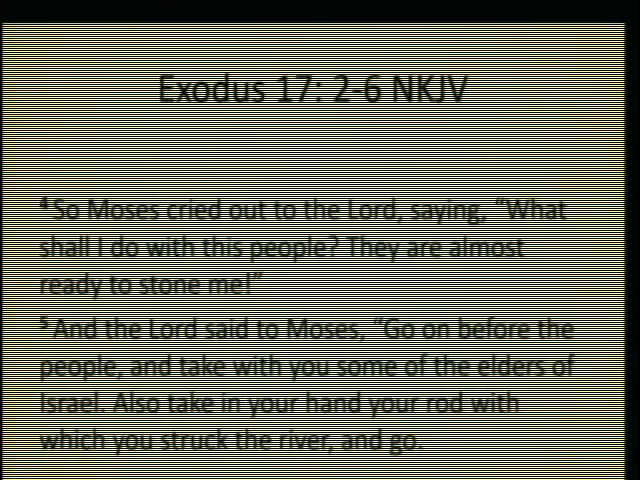 Exodus 17: 2-6 NKJV
4 So Moses cried out to the Lord, saying, “What
shall I do with this people? They are almost
ready to stone me!”
5 And the Lord said to Moses, “Go on before the
people, and take with you some of the elders of
Israel. Also take in your hand your rod with
which you struck the river, and go.